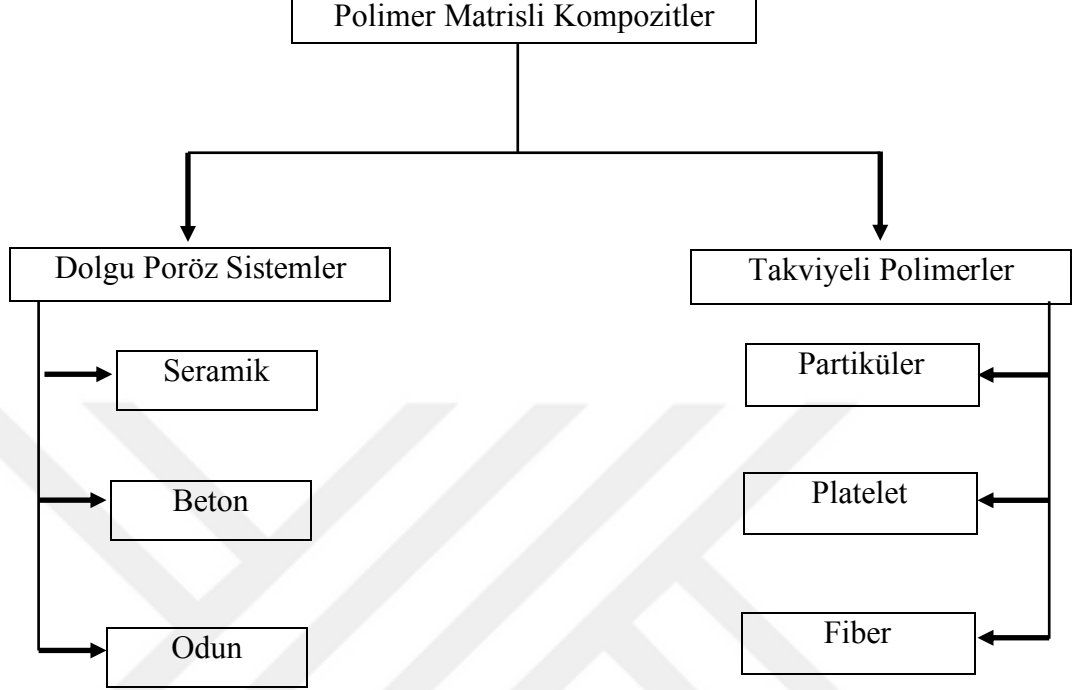 Polimer Matrisli Kompozitler
Dolgu Poröz Sistemler
Takviyeli Polimerler
Seramik
Partiküler
Beton
Platelet
Odun
Fiber